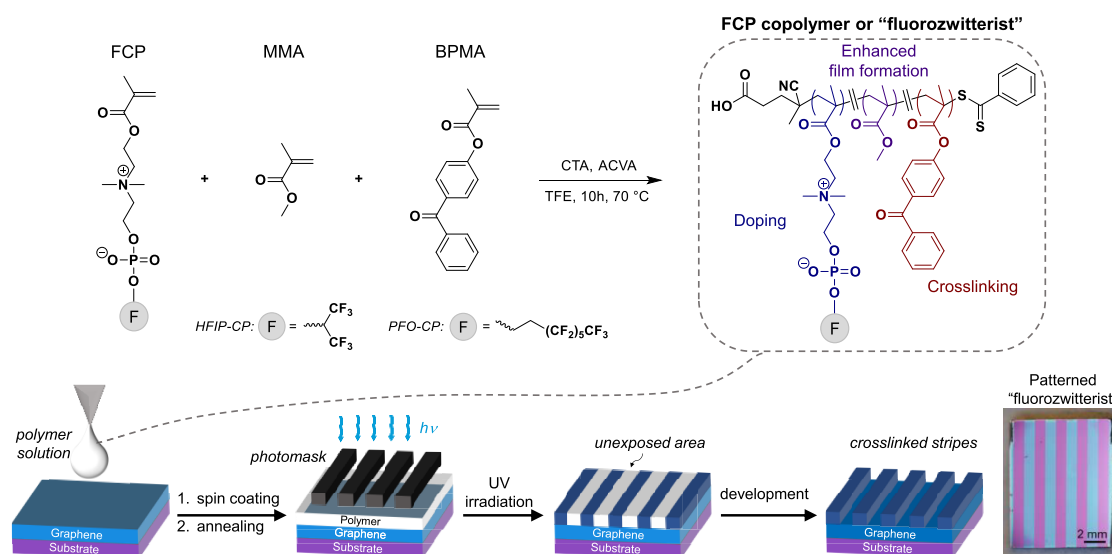 FCP copolymer or “fluorozwitterist”
FCP
MMA
BPMA
Enhanced
film formation
O
O
N
⊕
O
⊖
O
P
O
O
F
+
O
O
+
O
O
O
CTA, ACVA
TFE, 10h, 70 °C
HO
O
NC
S
S
O
O
O
O
O
O
N
⊕
O
⊖
O
P
O
O
F
O
Doping
Crosslinking
HFIP-CP: F =
CF3
CF3
PFO-CP: F =
(CF2)5CF3
polymer
solution
hν
photomask
unexposed area
crosslinked stripes
Patterned
“fluorozwitterist
1. spin coating
2. annealing
UV
irradiation
development
Polymer
Graphene
Substrate
Graphene
Substrate
Graphene
Substrate
Graphene
Substrate
2 mm